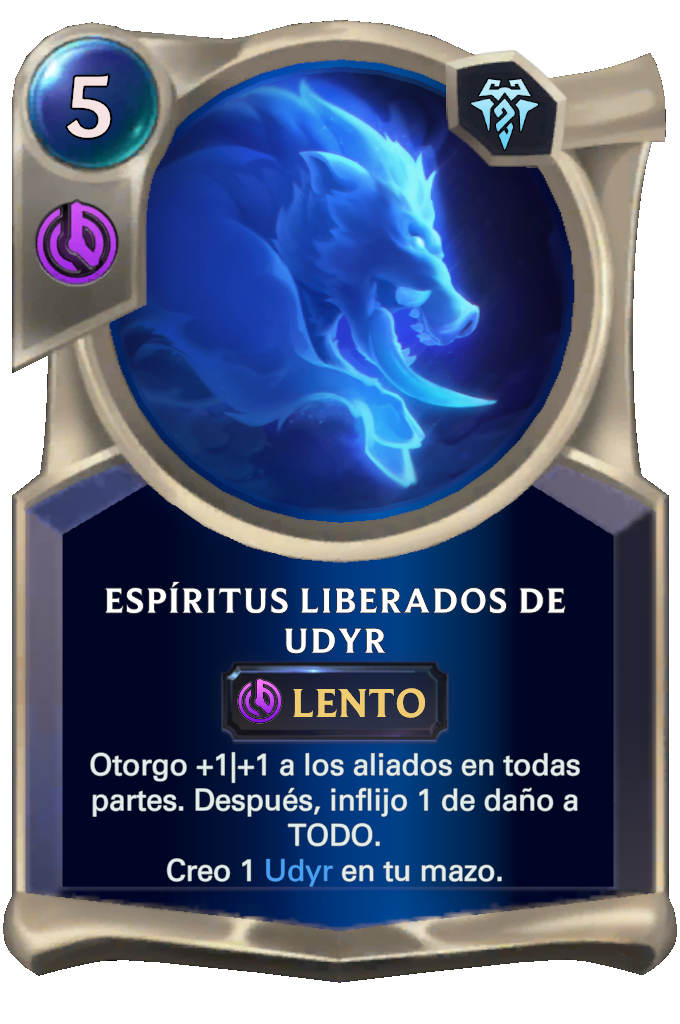 5
ESPÍRITUS LIBERADOS DE
UDYR
LENTO
Otorgo +1|+1 a los aliados en todas
partes. Después, inflijo 1 de daño a
TODO.
Creo 1 Udyr en tu mazo.